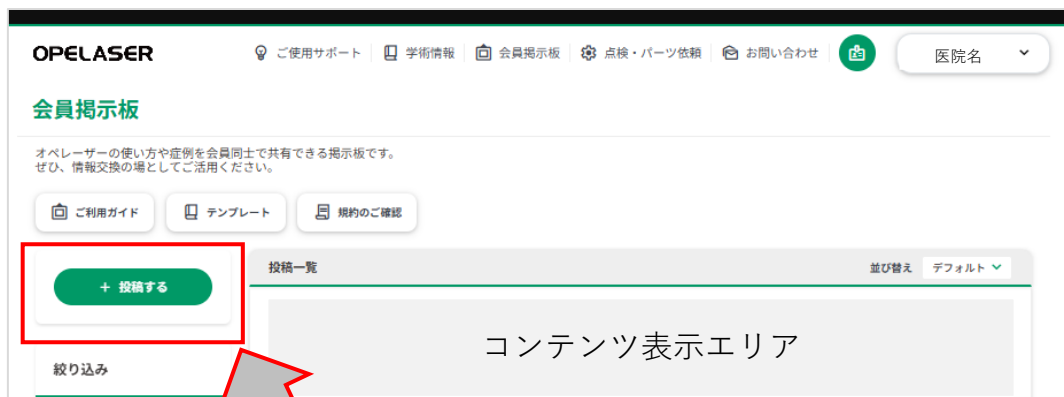 OPELASER
ご使用サポート 学術情報 会員掲示板 点検・パーツ依頼 お問い合わせ 医院名
会員掲示板
オペレーザーの使い方や症例を会員同士で共有できる掲示板です。
ぜひ、情報交換の場としてご活用ください。
ご利用ガイド テンプレート 規約のご確認
+ 投稿する
投稿一覧 並び替え デフォルト
コンテンツ表示エリア
絞り込み